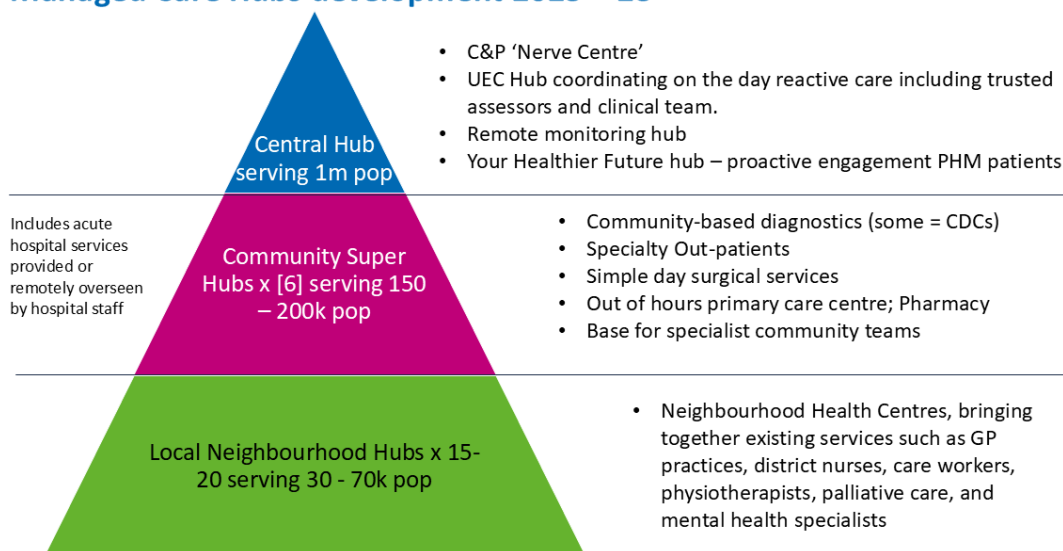 Central Hub
serving 1m pop
• C&P ‘Nerve Centre’
• UEC Hub coordinating on the day reactive care including trusted
assessors and clinical team.
• Remote monitoring hub
• Your Healthier Future hub – proactive engagement PHM patients
Includes acute
hospital services
provided or
remotely overseen
by hospital staff
Community Super
Hubs x [6] serving 150
– 200k pop
• Community-based diagnostics (some = CDCs)
• Specialty Out-patients
• Simple day surgical services
• Out of hours primary care centre; Pharmacy
• Base for specialist community teams
Local Neighbourhood Hubs x 15-
20 serving 30 - 70k pop
• Neighbourhood Health Centres, bringing
together existing services such as GP
practices, district nurses, care workers,
physiotherapists, palliative care, and
mental health specialists